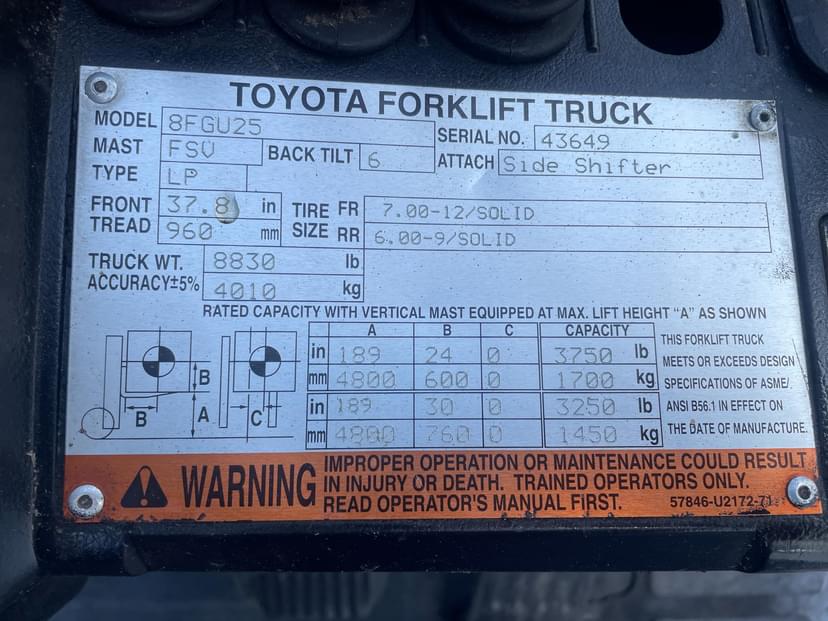 TOYOTA FORKLIFT TRUCK
MODEL 8FGU25 SERIAL NO. 43649
MAST FSV BACK TILT 6 ATTACH Side Shifter
TYPE LP
FRONT TREAD 37.8 in 960 mm
TIRE SIZE FR 7.00-12/SOLID
RR 6.00-9/SOLID
TRUCK WT. 8830 lb
ACCURACY±5% 4010 kg
RATED CAPACITY WITH VERTICAL MAST EQUIPPED AT MAX. LIFT HEIGHT "A" AS SHOWN
A B C CAPACITY
in 189 24 0 3750 lb
mm 4800 600 0 1700 kg
in 189 30 0 3250 lb
mm 4800 760 0 1450 kg
B
B A C
THIS FORKLIFT TRUCK
MEETS OR EXCEEDS DESIGN
SPECIFICATIONS OF ASME/
ANSI B56.1 IN EFFECT ON
THE DATE OF MANUFACTURE.
WARNING
IMPROPER OPERATION OR MAINTENANCE COULD RESULT
IN INJURY OR DEATH. TRAINED OPERATORS ONLY.
READ OPERATOR'S MANUAL FIRST.
57846-U2172-71